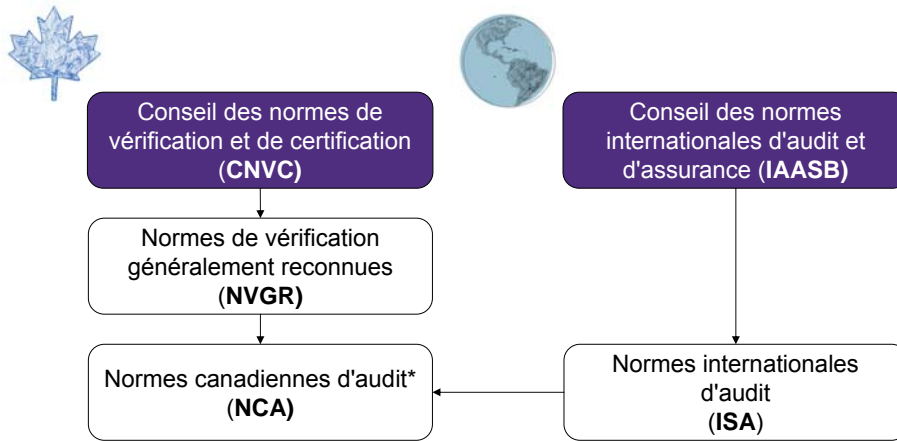 Conseil des normes de
vérification et de certification
(CNVC)
Conseil des normes
internationales d'audit et
d'assurance (IAASB)
Normes de vérification
généralement reconnues
(NVGR)
Normes canadiennes d'audit*
(NCA)
Normes internationales
d'audit
(ISA)